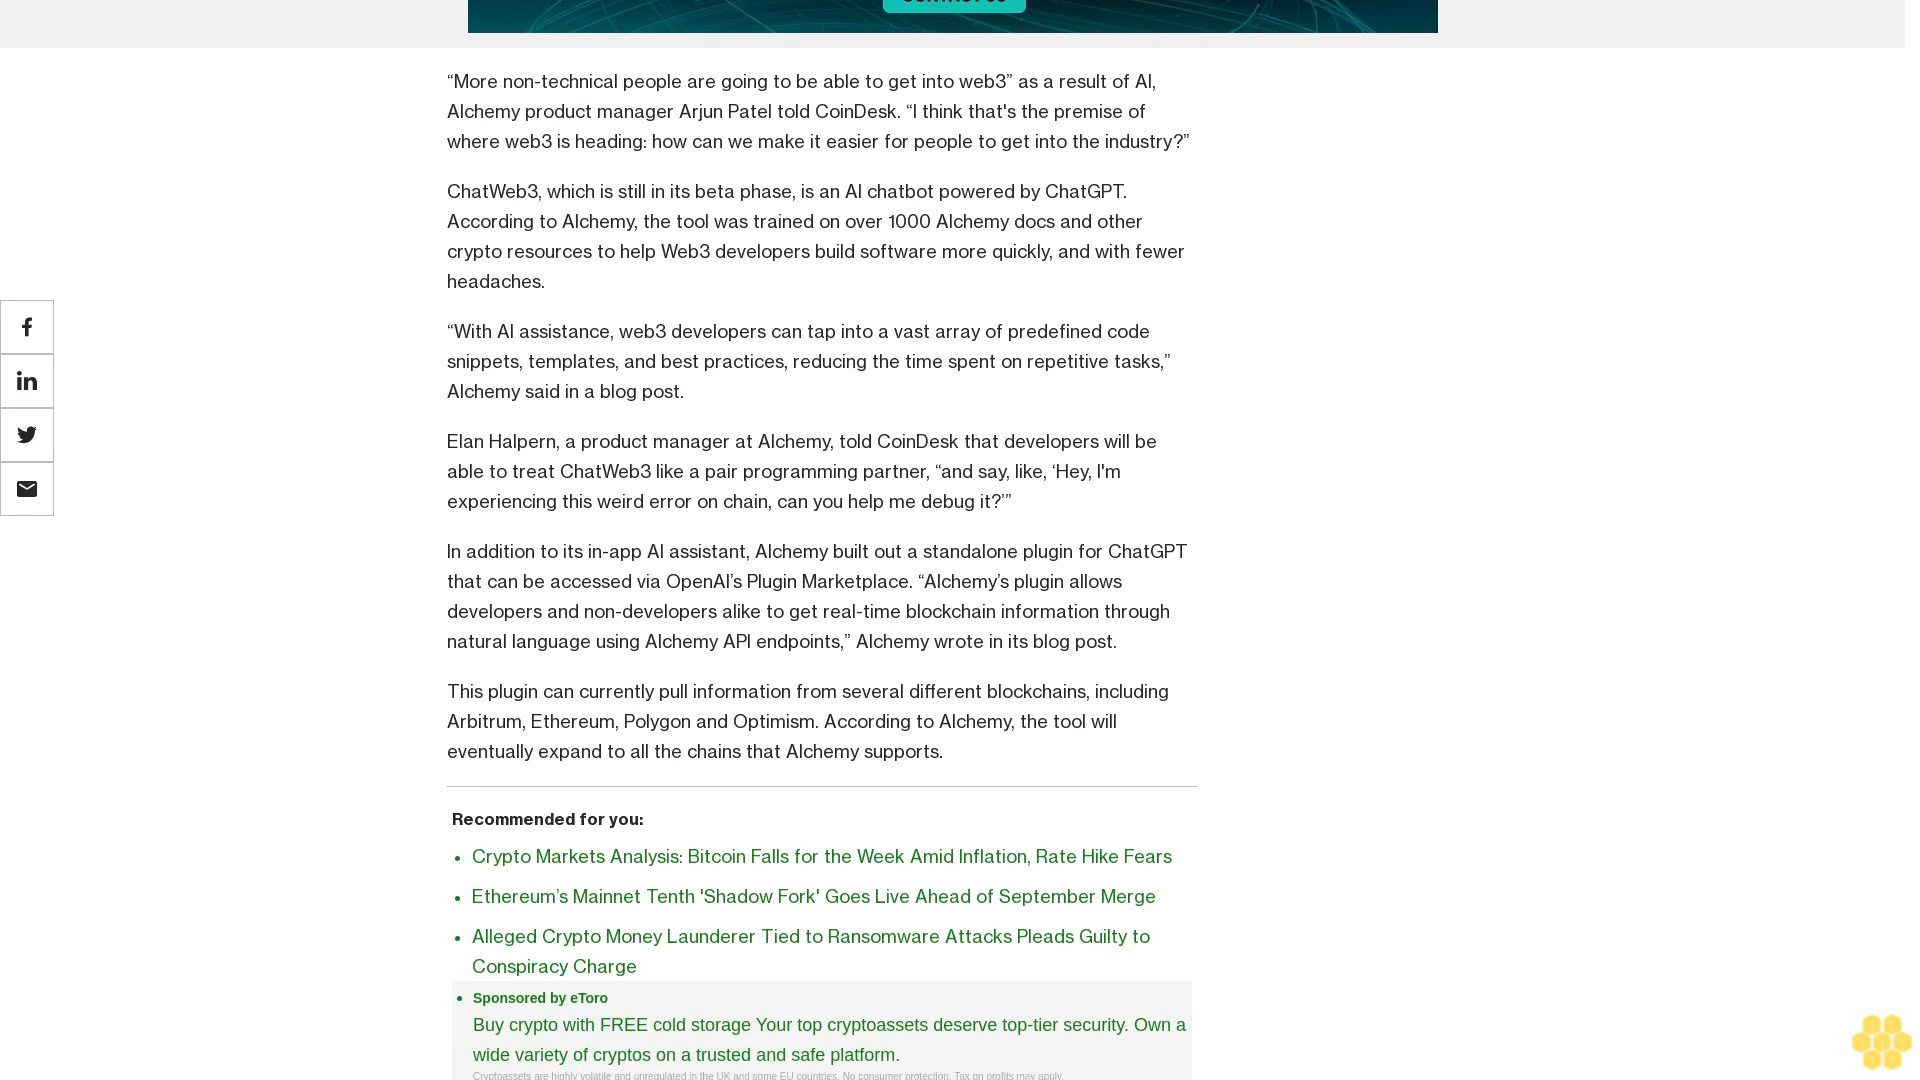 “More non-technical people are going to be able to get into web3” as a result of AI,
Alchemy product manager Arjun Patel told CoinDesk. “I think that's the premise of
where web3 is heading: how can we make it easier for people to get into the industry?”
ChatWeb3, which is still in its beta phase, is an AI chatbot powered by ChatGPT.
According to Alchemy, the tool was trained on over 1000 Alchemy docs and other
crypto resources to help Web3 developers build software more quickly, and with fewer
headaches.
“With AI assistance, web3 developers can tap into a vast array of predefined code
snippets, templates, and best practices, reducing the time spent on repetitive tasks,”
Alchemy said in a blog post.
Elan Halpern, a product manager at Alchemy, told CoinDesk that developers will be
able to treat ChatWeb3 like a pair programming partner, “and say, like, ‘Hey, I'm
experiencing this weird error on chain, can you help me debug it?’”
In addition to its in-app AI assistant, Alchemy built out a standalone plugin for ChatGPT
that can be accessed via OpenAI’s Plugin Marketplace. “Alchemy’s plugin allows
developers and non-developers alike to get real-time blockchain information through
natural language using Alchemy API endpoints,” Alchemy wrote in its blog post.
This plugin can currently pull information from several different blockchains, including
Arbitrum, Ethereum, Polygon and Optimism. According to Alchemy, the tool will
eventually expand to all the chains that Alchemy supports.
Recommended for you:
• Crypto Markets Analysis: Bitcoin Falls for the Week Amid Inflation, Rate Hike Fears
• Ethereum’s Mainnet Tenth 'Shadow Fork' Goes Live Ahead of September Merge
• Alleged Crypto Money Launderer Tied to Ransomware Attacks Pleads Guilty to
Conspiracy Charge
• Sponsored by eToro
Buy crypto with FREE cold storage Your top cryptoassets deserve top-tier security. Own a
wide variety of cryptos on a trusted and safe platform.
Cryptoassets are highly volatile and unregulated in the UK and some EU countries. No consumer protection. Tax on profits may apply.